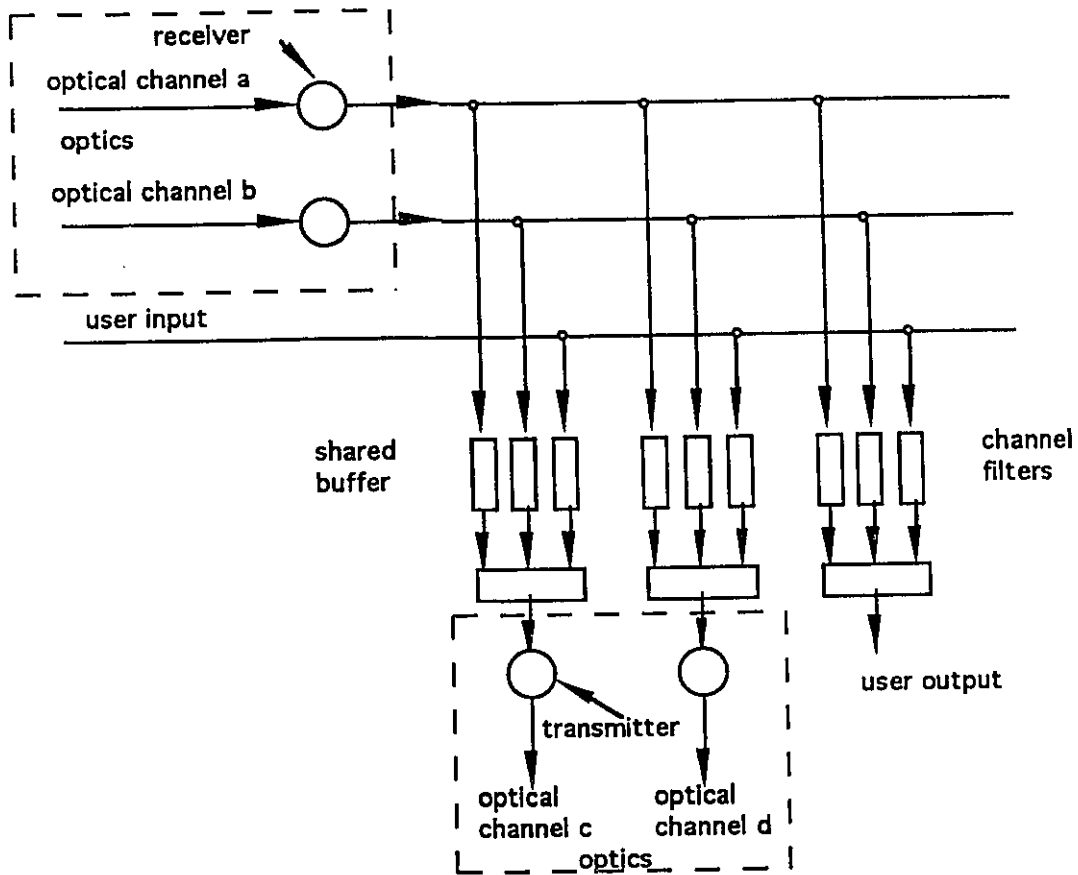 receiver
optical channel a
optics
optical channel b
user input
shared
buffer
channel
filters
user output
transmitter
optical
channel c
optical
channel d
optics